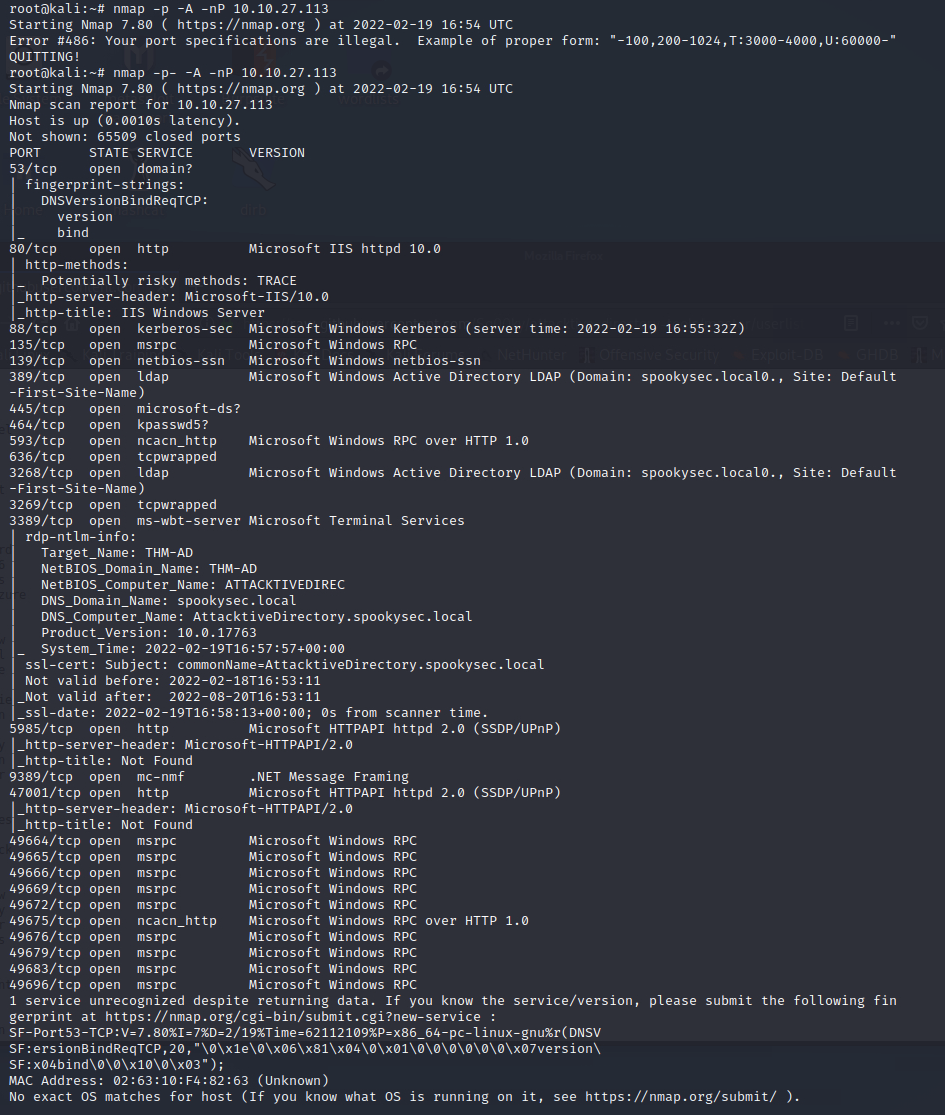 root@kali:~# nmap -p -A -nP 10.10.27.113
Starting Nmap 7.80 ( https://nmap.org ) at 2022-02-19 16:54 UTC
Error #486: Your port specifications are illegal.  Example of proper form: "-100,200-1024,T:3000-4000,U:60000-"
QUITTING!
root@kali:~# nmap -p- -A -nP 10.10.27.113
Starting Nmap 7.80 ( https://nmap.org ) at 2022-02-19 16:54 UTC
Nmap scan report for 10.10.27.113
Host is up (0.0010s latency).
Not shown: 65509 closed ports
PORT      STATE SERVICE       VERSION
53/tcp    open  domain?
| fingerprint-strings:
|   DNSVersionBindReqTCP:
|     version
|_    bind
80/tcp    open  http          Microsoft IIS httpd 10.0
| http-methods:
|_  Potentially risky methods: TRACE
|_http-server-header: Microsoft-IIS/10.0
|_http-title: IIS Windows Server
88/tcp    open  kerberos-sec  Microsoft Windows Kerberos (server time: 2022-02-19 16:55:32Z)
135/tcp   open  msrpc         Microsoft Windows RPC
139/tcp   open  netbios-ssn   Microsoft Windows netbios-ssn
389/tcp   open  ldap          Microsoft Windows Active Directory LDAP (Domain: spookysec.local0., Site: Default
-First-Site-Name)
445/tcp   open  microsoft-ds?
464/tcp   open  kpasswd5?
593/tcp   open  ncacn_http    Microsoft Windows RPC over HTTP 1.0
636/tcp   open  tcpwrapped
3268/tcp  open  ldap          Microsoft Windows Active Directory LDAP (Domain: spookysec.local0., Site: Default
-First-Site-Name)
3269/tcp  open  tcpwrapped
3389/tcp  open  ms-wbt-server Microsoft Terminal Services
| rdp-ntlm-info:
|   Target_Name: THM-AD
|   NetBIOS_Domain_Name: THM-AD
|   NetBIOS_Computer_Name: ATTACKTIVEDIREC
|   DNS_Domain_Name: spookysec.local
|   DNS_Computer_Name: AttacktiveDirectory.spookysec.local
|   Product_Version: 10.0.17763
|_  System_Time: 2022-02-19T16:57:57+00:00
| ssl-cert: Subject: commonName=AttacktiveDirectory.spookysec.local
| Not valid before: 2022-02-18T16:53:11
|_Not valid after:  2022-08-20T16:53:11
|_ssl-date: 2022-02-19T16:58:13+00:00; 0s from scanner time.
5985/tcp  open  http          Microsoft HTTPAPI httpd 2.0 (SSDP/UPnP)
|_http-server-header: Microsoft-HTTPAPI/2.0
|_http-title: Not Found
9389/tcp  open  mc-nmf        .NET Message Framing
47001/tcp open  http          Microsoft HTTPAPI httpd 2.0 (SSDP/UPnP)
|_http-server-header: Microsoft-HTTPAPI/2.0
|_http-title: Not Found
49664/tcp open  msrpc         Microsoft Windows RPC
49665/tcp open  msrpc         Microsoft Windows RPC
49666/tcp open  msrpc         Microsoft Windows RPC
49669/tcp open  msrpc         Microsoft Windows RPC
49672/tcp open  msrpc         Microsoft Windows RPC
49675/tcp open  ncacn_http    Microsoft Windows RPC over HTTP 1.0
49676/tcp open  msrpc         Microsoft Windows RPC
49679/tcp open  msrpc         Microsoft Windows RPC
49683/tcp open  msrpc         Microsoft Windows RPC
49696/tcp open  msrpc         Microsoft Windows RPC
1 service unrecognized despite returning data. If you know the service/version, please submit the following fin
gerprint at https://nmap.org/cgi-bin/submit.cgi?new-service :
SF-Port53-TCP:V=7.80%I=7%D=2/19%Time=62112109%P=x86_64-pc-linux-gnu%r(DNSV
SF:ersionBindReqTCP,20,"\0\x1e\0\x06\x81\x04\0\x01\0\0\0\0\0\0\x07version\
SF:x04bind\0\0\x10\0\x03");
MAC Address: 02:63:10:F4:82:63 (Unknown)
No exact OS matches for host (If you know what OS is running on it, see https://nmap.org/submit/ ).